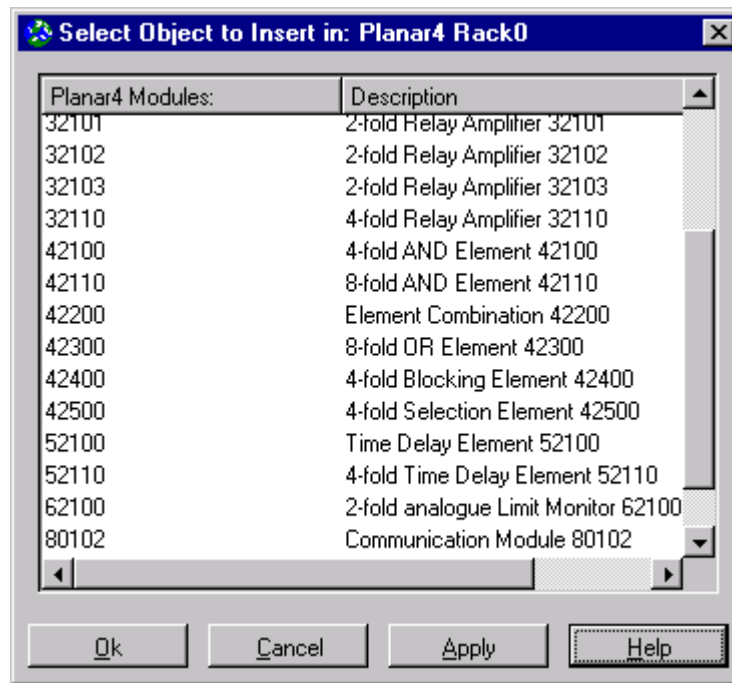 Select Object to Insert in: Planar4 Rack0
Planar4 Modules: Description
32101 2-fold Relay Amplifier 32101
32102 2-fold Relay Amplifier 32102
32103 2-fold Relay Amplifier 32103
32110 4-fold Relay Amplifier 32110
42100 4-fold AND Element 42100
42110 8-fold AND Element 42110
42200 Element Combination 42200
42300 8-fold OR Element 42300
42400 4-fold Blocking Element 42400
42500 4-fold Selection Element 42500
52100 Time Delay Element 52100
52110 4-fold Time Delay Element 52110
62100 2-fold analogue Limit Monitor 62100
80102 Communication Module 80102
Ok Cancel Apply Help